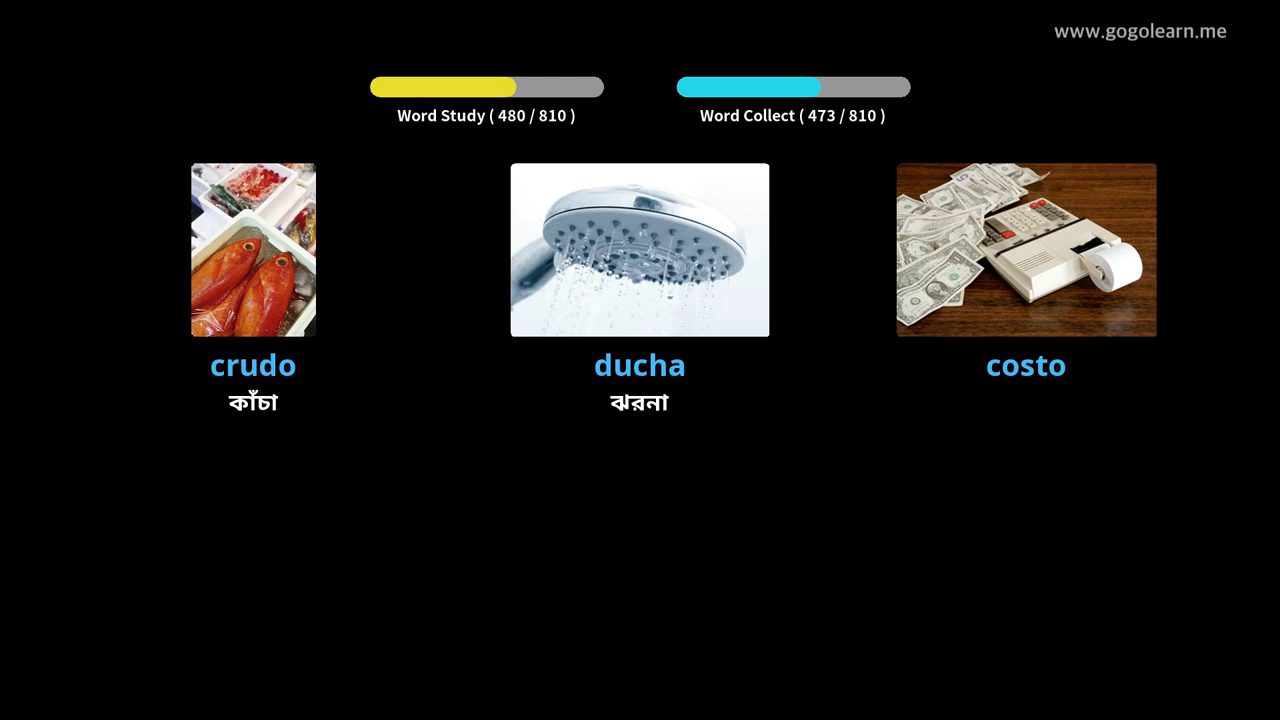 www.gogolearn.me
Word Study ( 480 / 810 )
Word Collect ( 473 / 810 )
crudo
ducha
costo
কাঁচা
ঝরনা